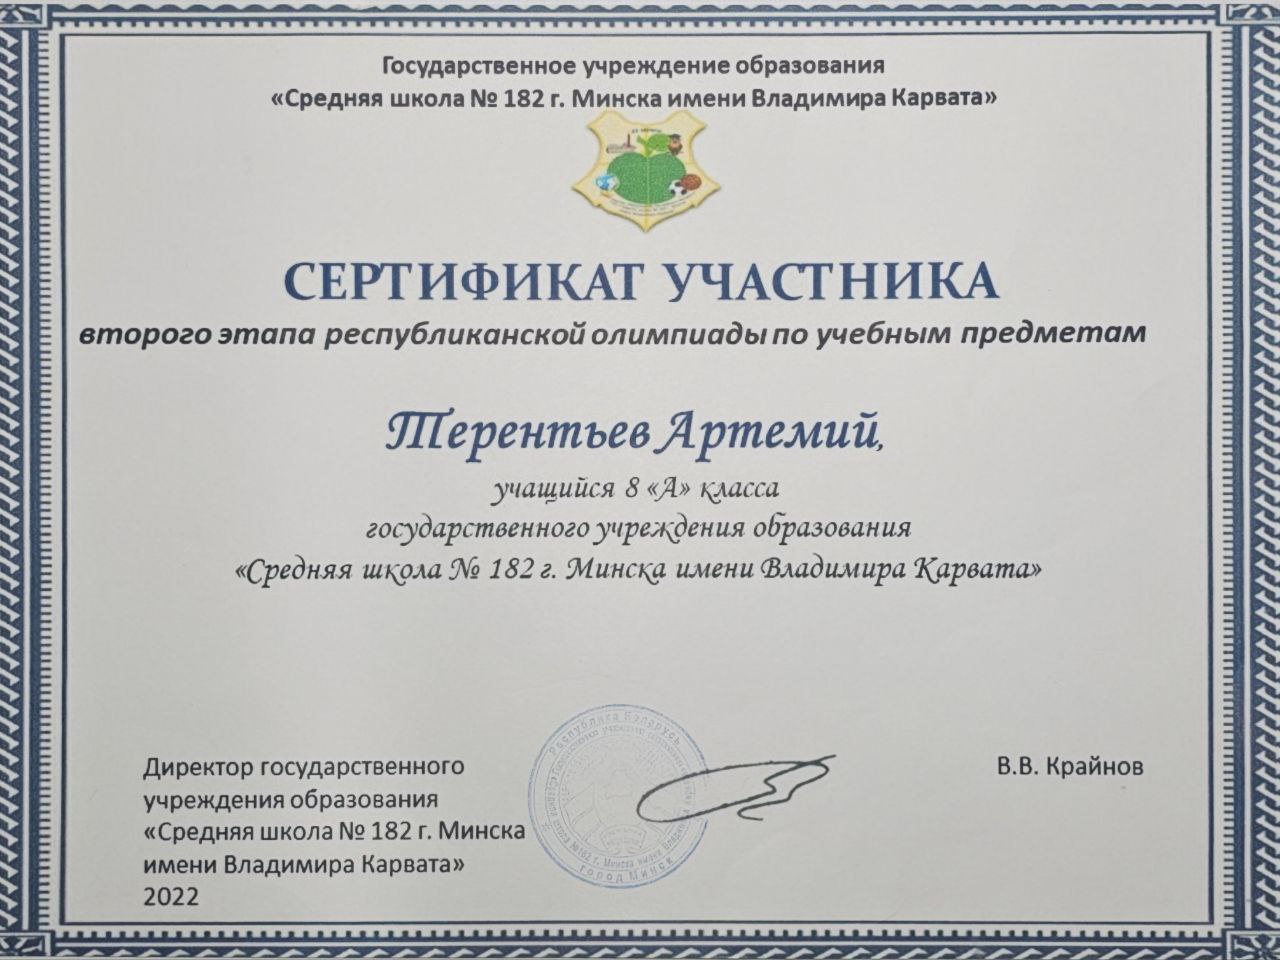 Государственное учреждение образования
«Средняя школа № 182 г. Минска имени Владимира Карвата»
СЕРТИФИКАТ УЧАСТНИКА
второго этапа республиканской олимпиады по учебным предметам
Терентьев Артемий,
учащийся 8 «А» класса
государственного учреждения образования
«Средняя школа № 182 г. Минска имени Владимира Карвата»
Директор государственного
учреждения образования
«Средняя школа № 182 г. Минска
имени Владимира Карвата»
2022
Республика Беларусь
город Минск
В.В. Крайнов